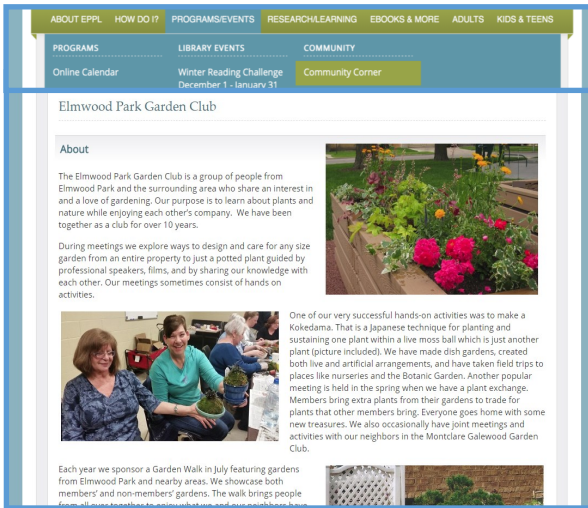 ABOUT EPPL HOW DO I? PROGRAMS/EVENTS RESEARCH/LEARNING EBOOKS & MORE ADULTS KIDS & TEENS
PROGRAMS LIBRARY EVENTS COMMUNITY
Online Calendar Winter Reading Challenge Community Corner
December 1 - January 31
Elmwood Park Garden Club
About
The Elmwood Park Garden Club is a group of people from
Elmwood Park and the surrounding area who share an interest in
and a love of gardening. Our purpose is to learn about plants and
nature while enjoying each other's company. We have been
together as a club for over 10 years.
During meetings we explore ways to design and care for any size
garden from an entire property to just a potted plant guided by
professional speakers, films, and by sharing our knowledge with
each other. Our meetings sometimes consist of hands on
activities.
One of our very successful hands-on activities was to make a
Kokedama. That is a Japanese technique for planting and
sustaining one plant within a live moss ball which is just another
plant (picture included). We have made dish gardens, created
both live and artificial arrangements, and have taken field trips to
places like nurseries and the Botanic Garden. Another popular
meeting is held in the spring when we have a plant exchange.
Members bring extra plants from their gardens to trade for
plants that other members bring. Everyone goes home with some
new treasures. We also occasionally have joint meetings and
activities with our neighbors in the Montclare Galewood Garden
Club.
Each year we sponsor a Garden Walk in July featuring gardens
from Elmwood Park and nearby areas. We showcase both
members' and non-members' gardens. The walk brings people
from all over together to enjoy what we and our neighbors have